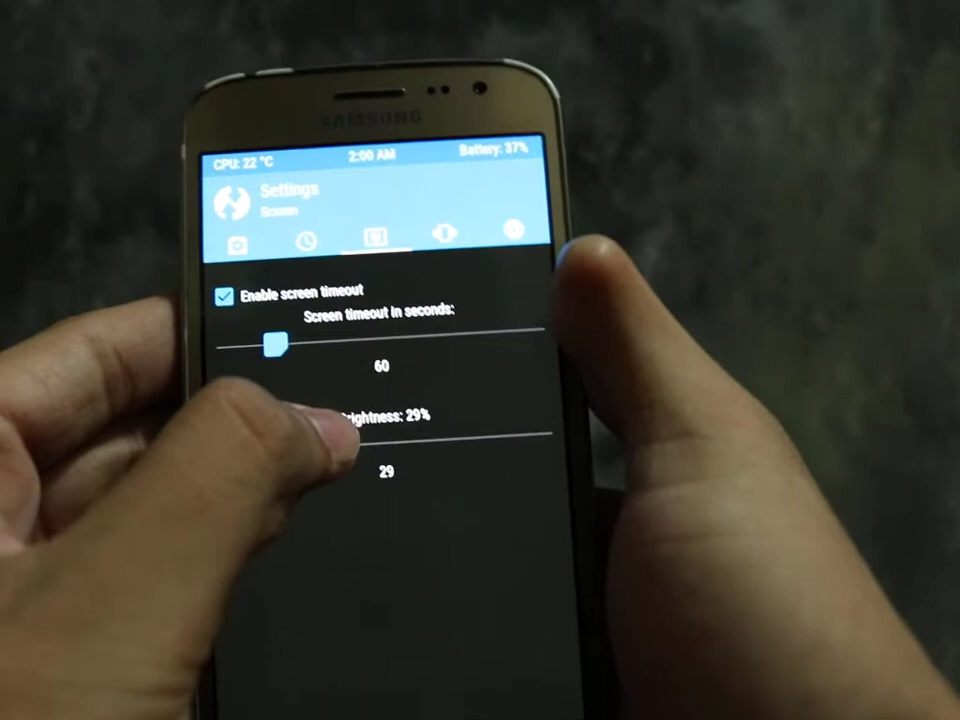 SAMSUNG
CPU: 22 °C 2:00 AM Battery: 37%
Settings
Screen
Enable screen timeout
Screen timeout in seconds:
60
rightness: 29%
29